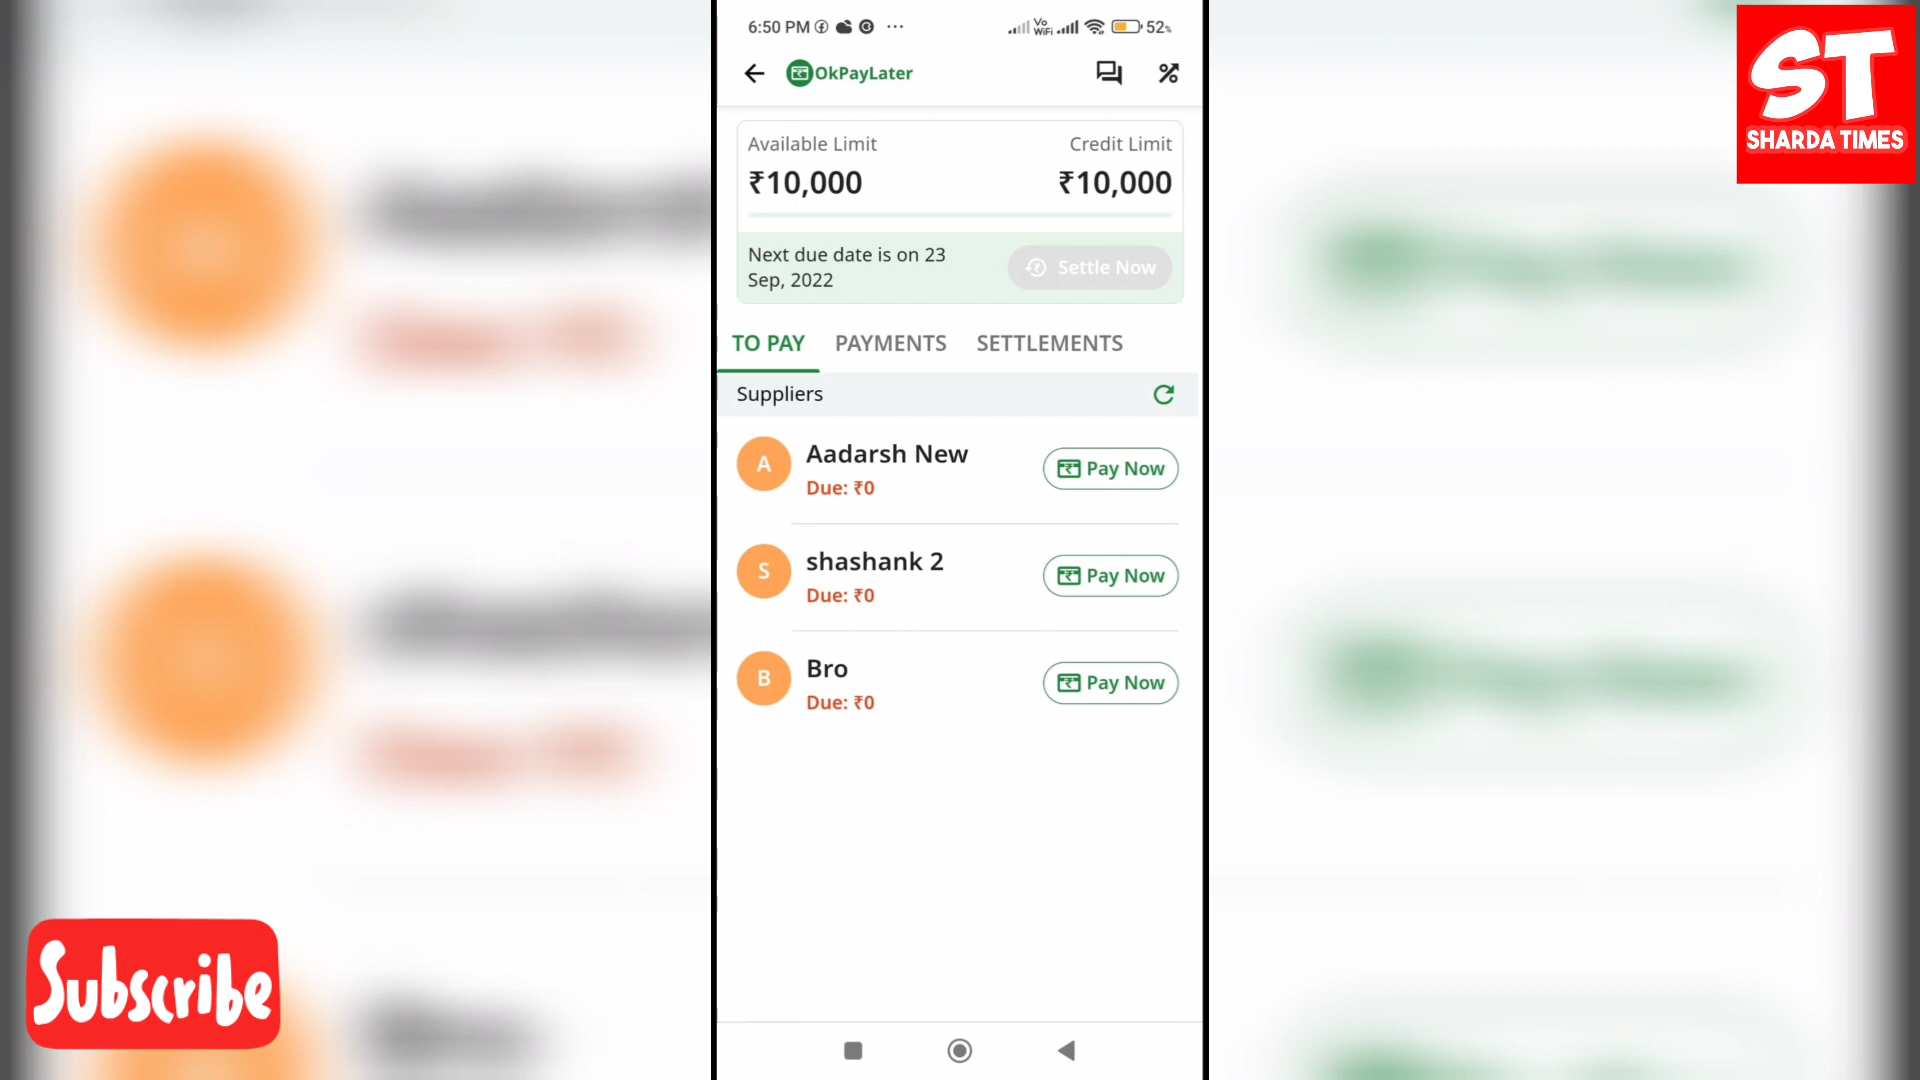 6:50 PM
Vo
WiFi
52%
OkPayLater
ST
SHARDA TIMES
Available Limit
Credit Limit
₹10,000
₹10,000
Next due date is on 23
Sep, 2022
Settle Now
TO PAY
PAYMENTS
SETTLEMENTS
Suppliers
A
Aadarsh New
Due: ₹0
Pay Now
S
shashank 2
Due: ₹0
Pay Now
B
Bro
Due: ₹0
Pay Now
Subscribe